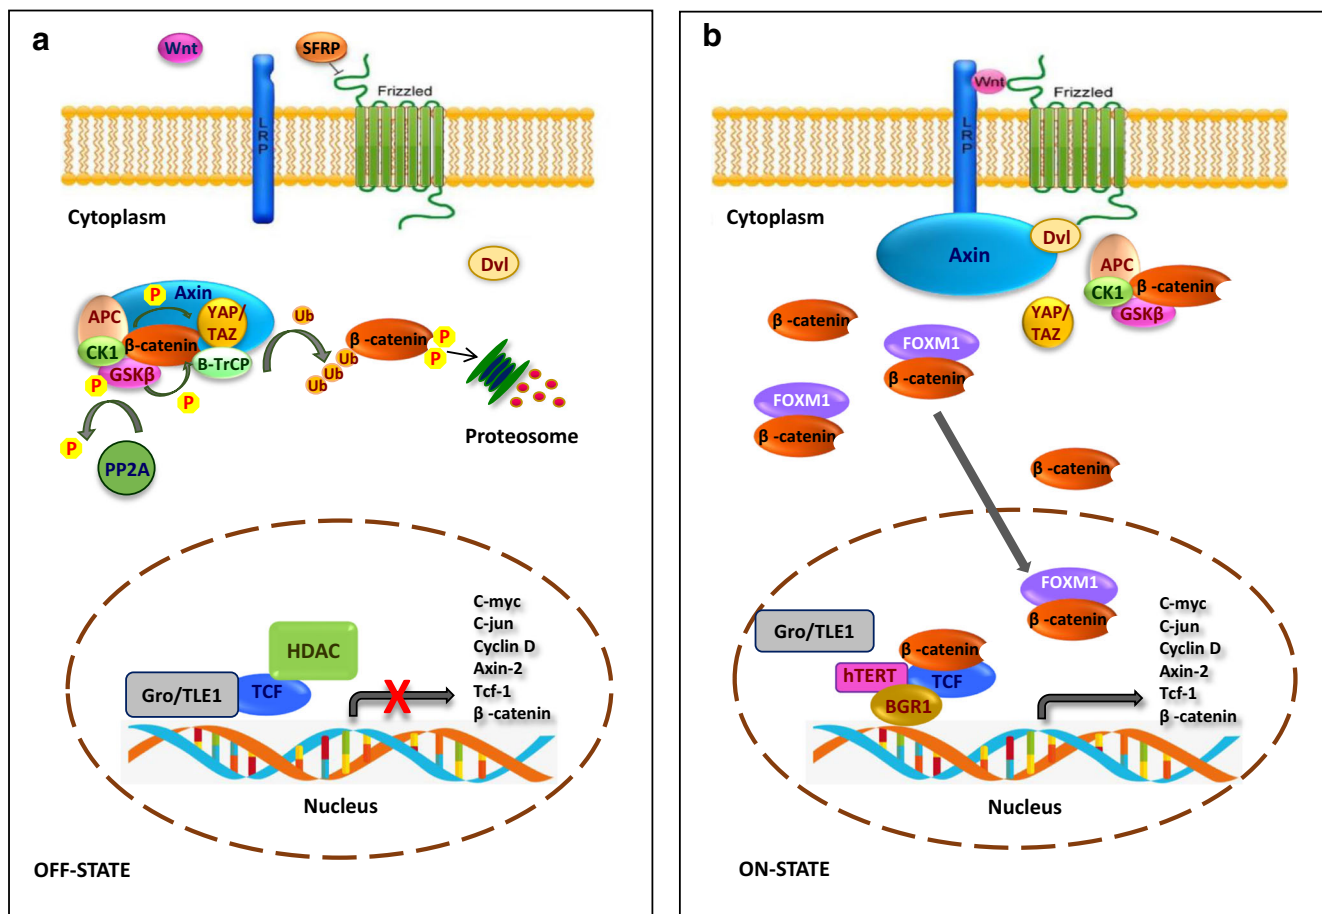 a
Wnt
SFRP
Frizzled
LRP
Cytoplasm
Dvl
P
Axin
APC
YAP/
TAZ
β-catenin
CK1
B-TrCP
GSKβ
P
P
P
PP2A
Ub
Ub
Ub
Ub
β -catenin
P
P
Proteosome
C-myc
C-jun
Cyclin D
Axin-2
Tcf-1
β -catenin
HDAC
Gro/TLE1
TCF
X
Nucleus
OFF-STATE
b
Wnt
Frizzled
LRP
Cytoplasm
Axin
Dvl
APC
CK1
β -catenin
GSKβ
YAP/
TAZ
β -catenin
FOXM1
β -catenin
FOXM1
β -catenin
β -catenin
FOXM1
β -catenin
Gro/TLE1
β -catenin
hTERT
TCF
BGR1
C-myc
C-jun
Cyclin D
Axin-2
Tcf-1
β -catenin
Nucleus
ON-STATE